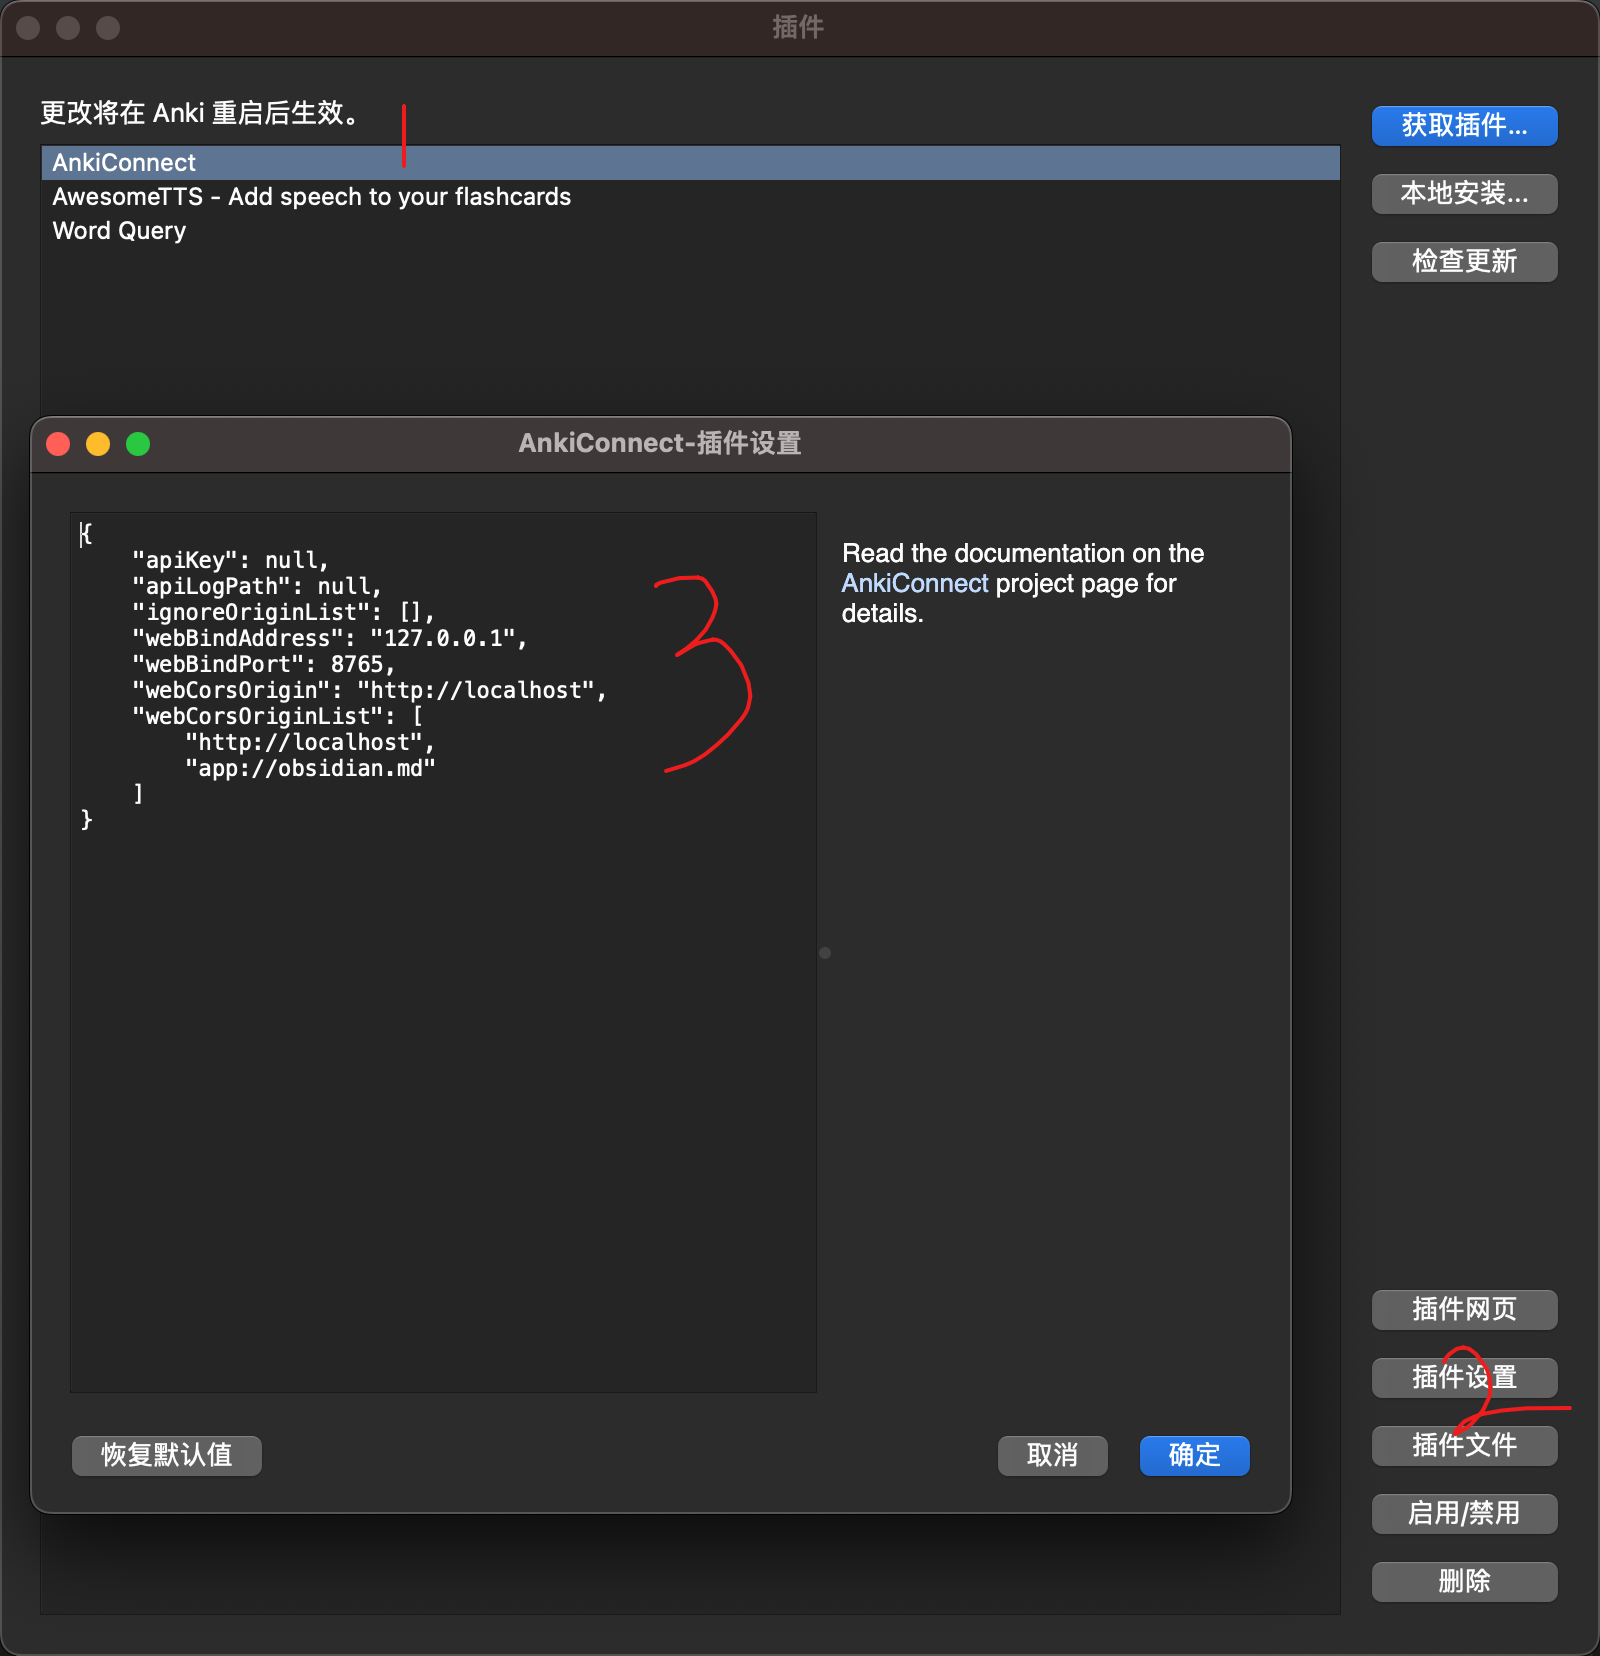 插件
更改将在 Anki 重启后生效。
1
AnkiConnect
AwesomeTTS - Add speech to your flashcards
Word Query
获取插件...
本地安装...
检查更新
AnkiConnect-插件设置
{
    "apiKey": null,
    "apiLogPath": null,
    "ignoreOriginList": [],
    "webBindAddress": "127.0.0.1",
    "webBindPort": 8765,
    "webCorsOrigin": "http://localhost",
    "webCorsOriginList": [
        "http://localhost",
        "app://obsidian.md"
    ]
}
3
Read the documentation on the
AnkiConnect project page for
details.
恢复默认值
取消
确定
插件网页
插件设置
2
插件文件
启用/禁用
删除